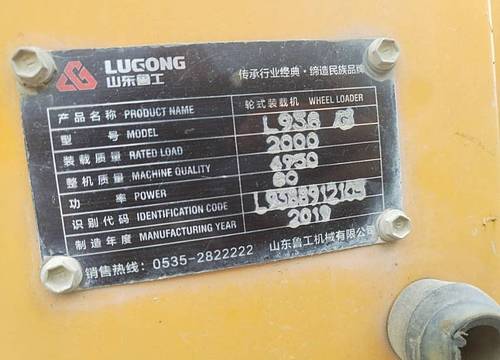 LUGONG
山东鲁工
传承行业经典·缔造民族品牌
产品名称 PRODUCT NAME 轮式装载机 WHEEL LOADER
型号 MODEL L938
装载质量 RATED LOAD 2000
整机质量 MACHINE QUALITY 4930
功率 POWER 60
识别代码 IDENTIFICATION CODE
制造年度 MANUFACTURING YEAR 2019
销售热线：0535-2822222 山东鲁工机械有限公司